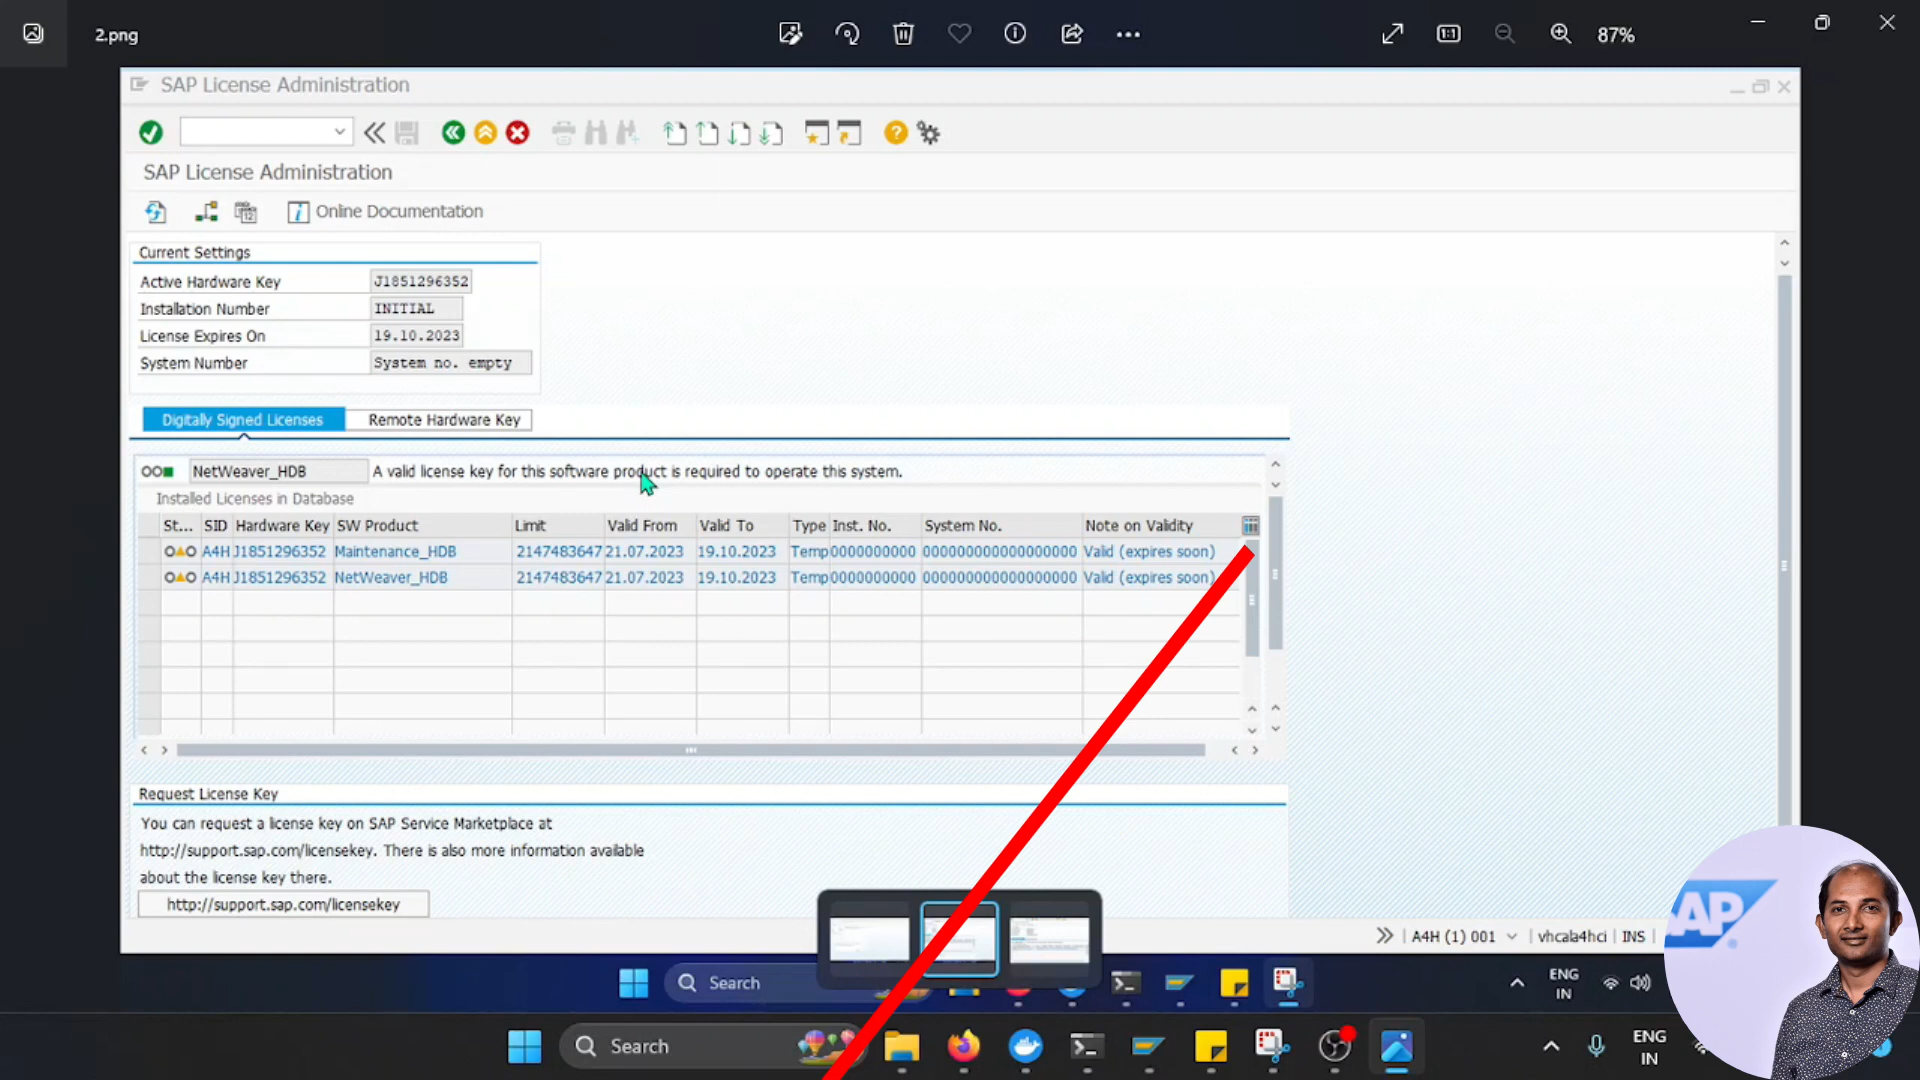 2.png
87%
SAP License Administration
SAP License Administration
Online Documentation
Current Settings
Active Hardware Key J1851296352
Installation Number INITIAL
License Expires On 19.10.2023
System Number System no. empty
Digitally Signed Licenses Remote Hardware Key
NetWeaver_HDB A valid license key for this software product is required to operate this system.
Installed Licenses in Database
St... SID Hardware Key SW Product Limit Valid From Valid To Type Inst. No. System No. Note on Validity
A4H J1851296352 Maintenance_HDB 2147483647 21.07.2023 19.10.2023 Temp 0000000000 000000000000000000 Valid (expires soon)
A4H J1851296352 NetWeaver_HDB 2147483647 21.07.2023 19.10.2023 Temp 0000000000 000000000000000000 Valid (expires soon)
Request License Key
You can request a license key on SAP Service Marketplace at
http://support.sap.com/licensekey. There is also more information available
about the license key there.
http://support.sap.com/licensekey
A4H (1) 001 vhcala4hci INS
Search
ENG
IN
Search
ENG
IN